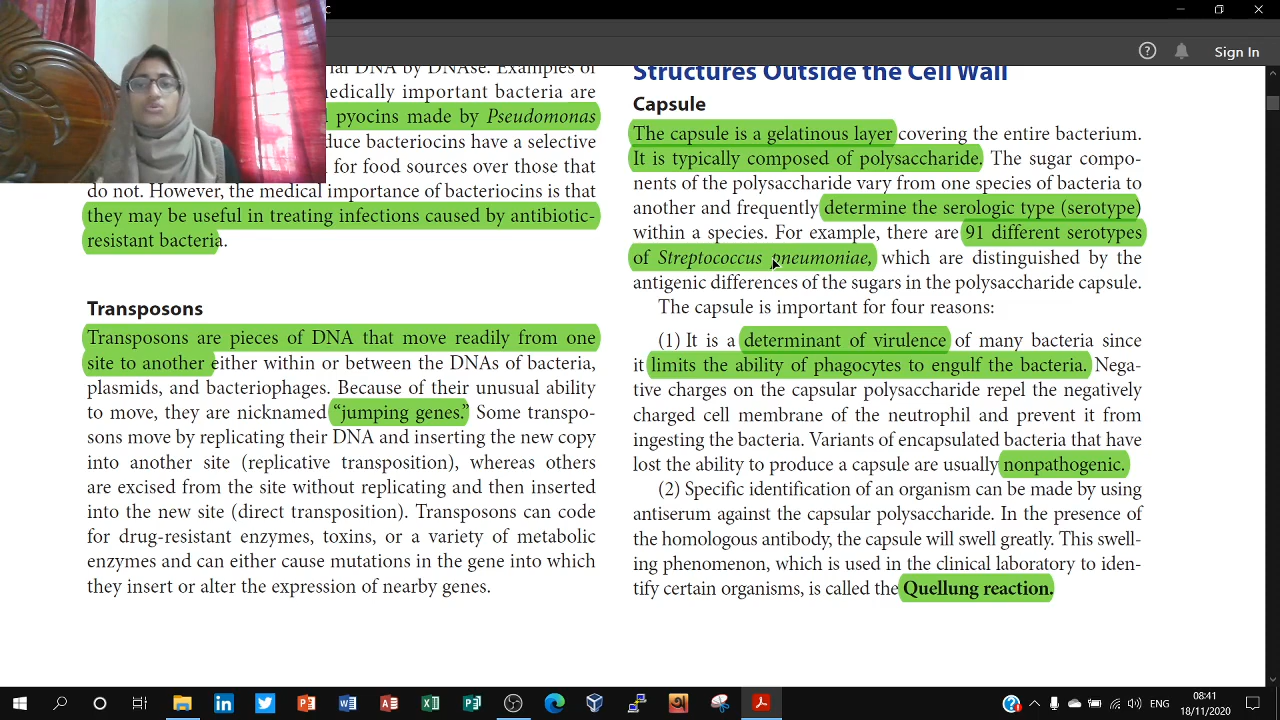 Sign In
ial DNA by DNAse. Examples of
medically important bacteria are
pyocins made by Pseudomonas
duce bacteriocins have a selective
for food sources over those that
do not. However, the medical importance of bacteriocins is that
they may be useful in treating infections caused by antibiotic-
resistant bacteria.
Transposons
Transposons are pieces of DNA that move readily from one
site to another either within or between the DNAs of bacteria,
plasmids, and bacteriophages. Because of their unusual ability
to move, they are nicknamed “jumping genes.” Some transpo-
sons move by replicating their DNA and inserting the new copy
into another site (replicative transposition), whereas others
are excised from the site without replicating and then inserted
into the new site (direct transposition). Transposons can code
for drug-resistant enzymes, toxins, or a variety of metabolic
enzymes and can either cause mutations in the gene into which
they insert or alter the expression of nearby genes.
Structures Outside the Cell Wall
Capsule
The capsule is a gelatinous layer covering the entire bacterium.
It is typically composed of polysaccharide. The sugar compo-
nents of the polysaccharide vary from one species of bacteria to
another and frequently determine the serologic type (serotype)
within a species. For example, there are 91 different serotypes
of Streptococcus pneumoniae, which are distinguished by the
antigenic differences of the sugars in the polysaccharide capsule.
The capsule is important for four reasons:
(1) It is a determinant of virulence of many bacteria since
it limits the ability of phagocytes to engulf the bacteria. Nega-
tive charges on the capsular polysaccharide repel the negatively
charged cell membrane of the neutrophil and prevent it from
ingesting the bacteria. Variants of encapsulated bacteria that have
lost the ability to produce a capsule are usually nonpathogenic.
(2) Specific identification of an organism can be made by using
antiserum against the capsular polysaccharide. In the presence of
the homologous antibody, the capsule will swell greatly. This swell-
ing phenomenon, which is used in the clinical laboratory to iden-
tify certain organisms, is called the Quellung reaction.
ENG
08:41
18/11/2020